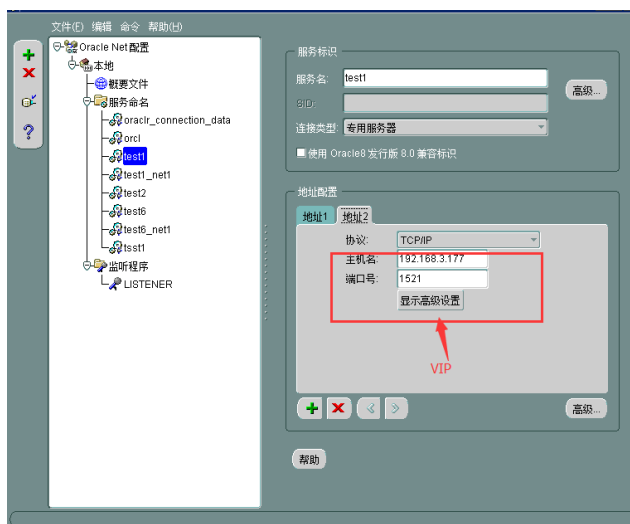 文件(F) 编辑 命令 帮助(H)
Oracle Net 配置
本地
概要文件
服务命名
oraclr_connection_data
orcl
test1
test1_net1
test2
test6
test6_net1
tsst1
监听程序
LISTENER
服务标识
服务名: test1
高级...
SID:
连接类型: 专用服务器
使用 Oracle8 发行版 8.0 兼容标识
地址配置
地址1 地址2
协议: TCP/IP
主机名: 192.168.3.177
端口号: 1521
显示高级设置
VIP
高级...
帮助